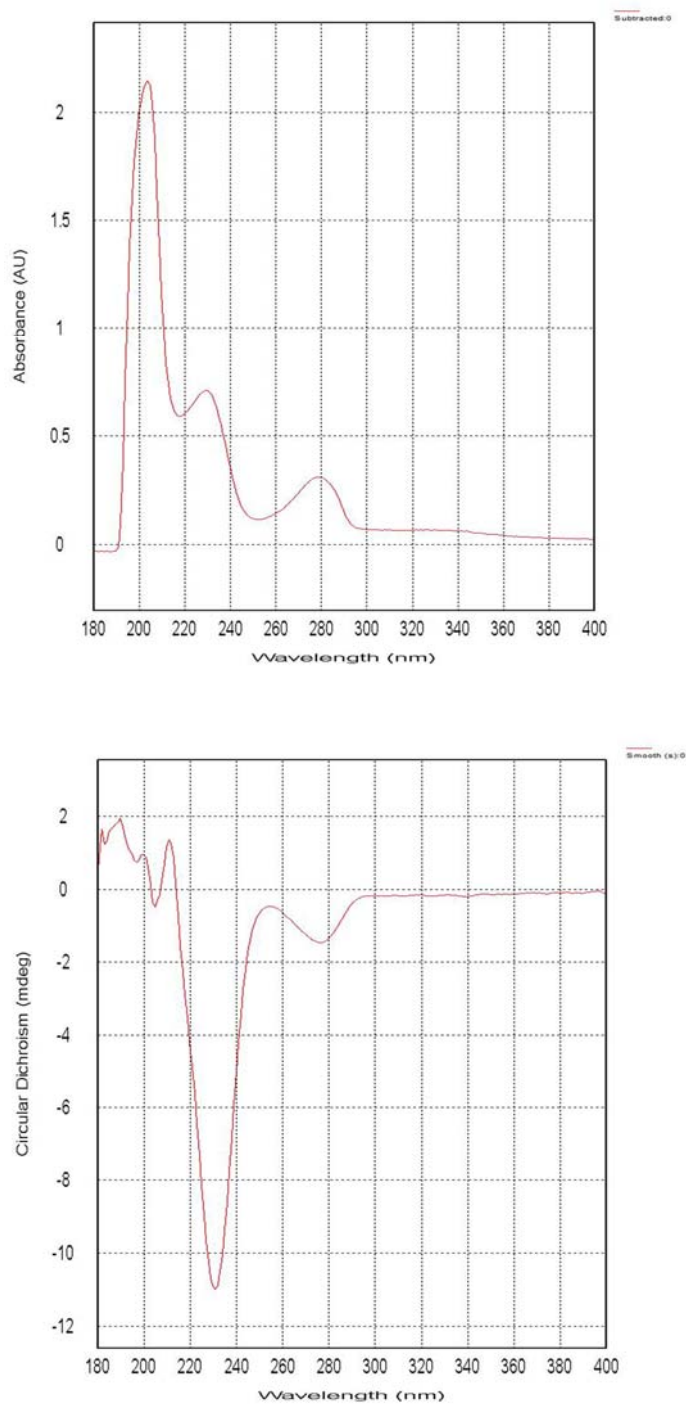 Subtracted:0
Absorbance (AU)
2
1.5
1
0.5
0
180 200 220 240 260 280 300 320 340 360 380 400
Wavelength (nm)
Smooth (s):0
Circular Dichroism (mdeg)
2
0
-2
-4
-6
-8
-10
-12
180 200 220 240 260 280 300 320 340 360 380 400
Wavelength (nm)